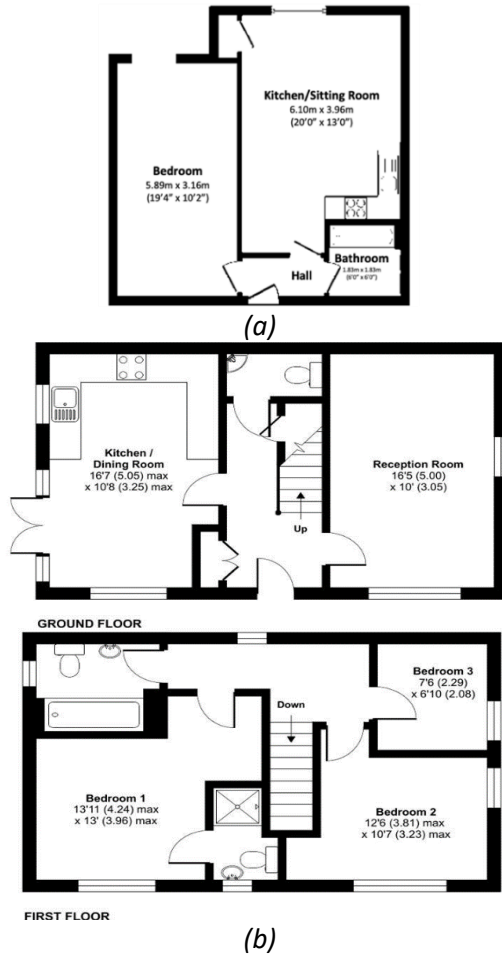 Kitchen/Sitting Room
6.10m x 3.96m
(20'0" x 13'0")
Bedroom
5.89m x 3.16m
(19'4" x 10'2")
Hall
Bathroom
1.83m x 1.83m
(6'0" x 6'0")
(a)
Kitchen /
Dining Room
16'7 (5.05) max
x 10'8 (3.25) max
Up
Reception Room
16'5 (5.00)
x 10' (3.05)
GROUND FLOOR
Bedroom 3
7'6 (2.29)
x 6'10 (2.08)
Down
Bedroom 1
13'11 (4.24) max
x 13' (3.96) max
Bedroom 2
12'6 (3.81) max
x 10'7 (3.23) max
FIRST FLOOR
(b)